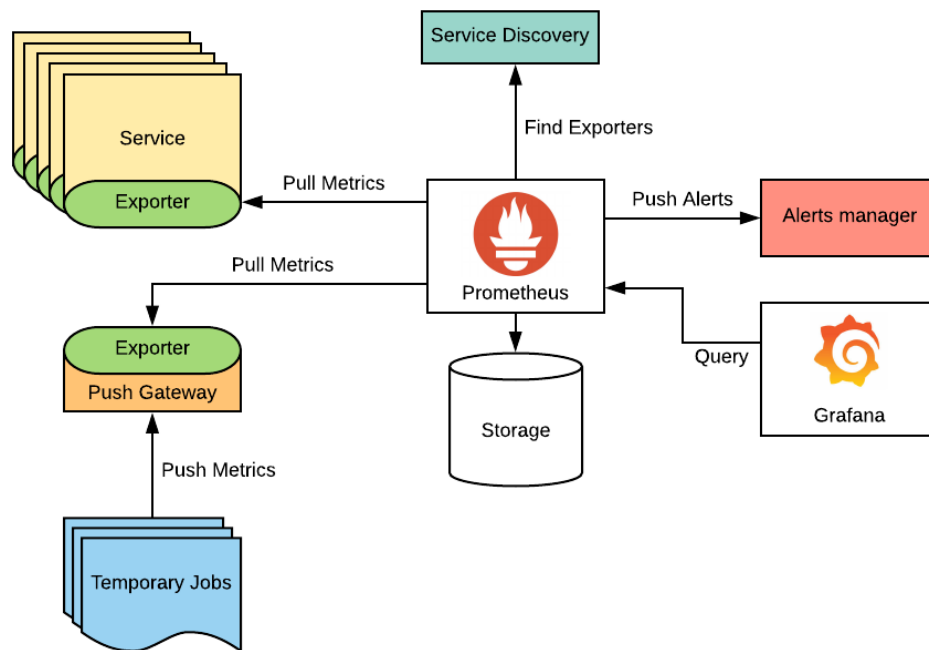 Service Discovery
Find Exporters
Service
Exporter
Pull Metrics
Pull Metrics
Prometheus
Push Alerts
Alerts manager
Exporter
Push Gateway
Push Metrics
Temporary Jobs
Storage
Query
Grafana